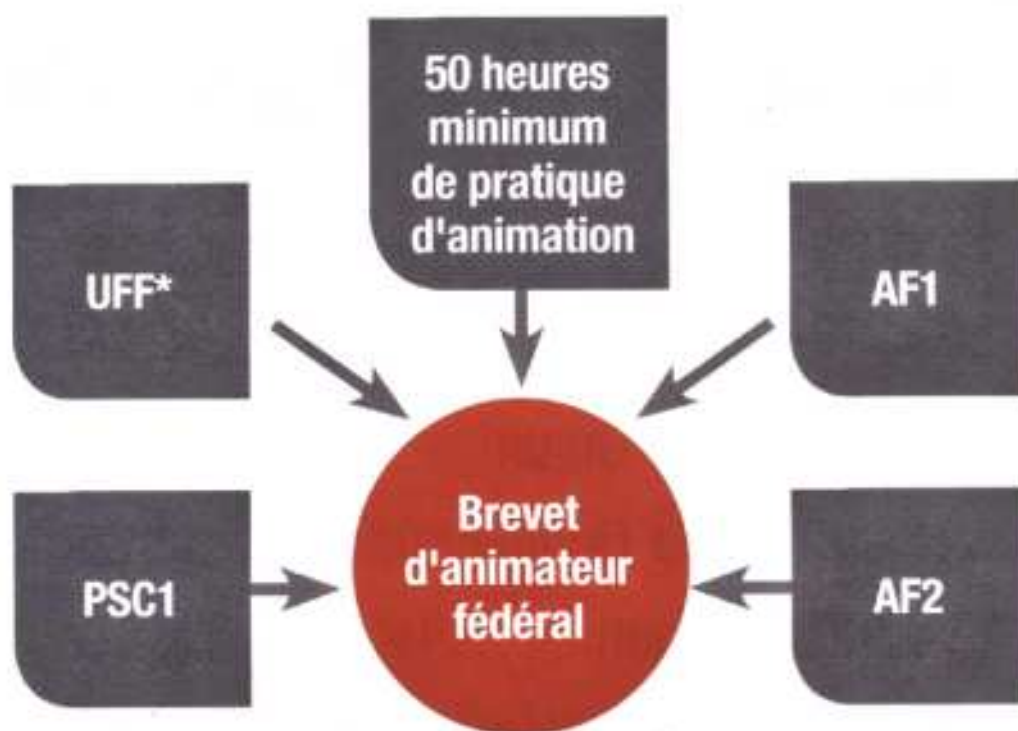 50 heures
minimum
de pratique
d'animation
UFF*
AF1
Brevet
d'animateur
fédéral
PSC1
AF2